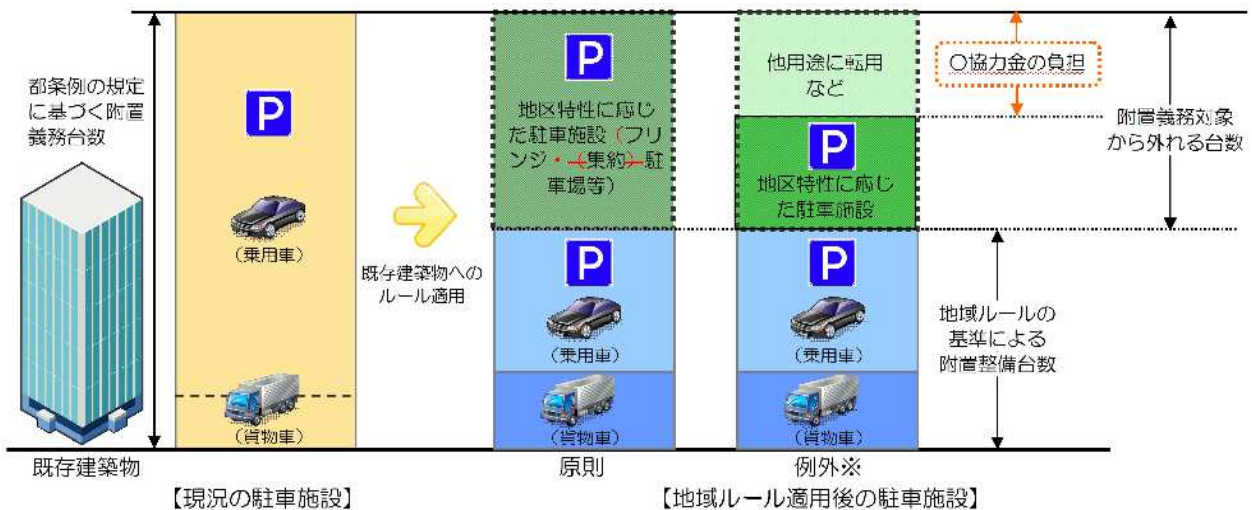 都条例の規定
に基づく附置
義務台数
P
(乗用車)
(貨物車)
既存建築物
【現況の駐車施設】
既存建築物への
ルール適用
P
地区特性に応じ
た駐車施設(フリ
ンジ・(集約)駐
車場等)
P
(乗用車)
(貨物車)
原則
他用途に転用
など
P
地区特性に応じ
た駐車施設
P
(乗用車)
(貨物車)
例外※
【地域ルール適用後の駐車施設】
〇協力金の負担
附置義務対象
から外れる台数
地域ルールの
基準による
附置整備台数